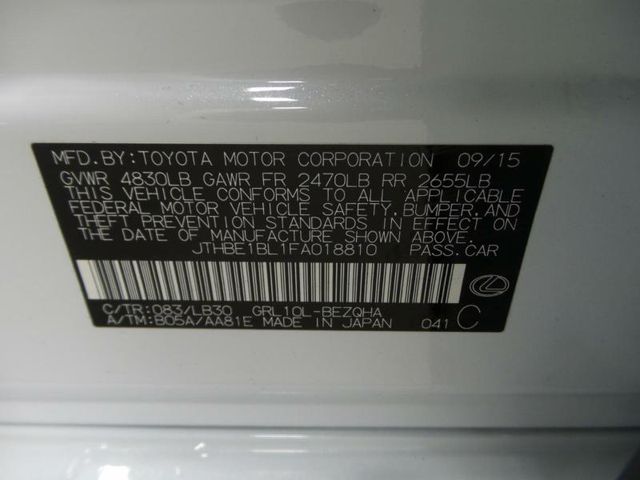 MFD. BY: TOYOTA MOTOR CORPORATION 09/15
GVWR 4830LB GAWR FR 2470LB RR 2655LB
THIS VEHICLE CONFORMS TO ALL APPLICABLE
FEDERAL MOTOR VEHICLE SAFETY, BUMPER, AND
THEFT PREVENTION STANDARDS IN EFFECT ON
THE DATE OF MANUFACTURE SHOWN ABOVE.
JTHBE1BL1FA018810 PASS. CAR
C/TR: 083/LB30 GRL10L-BEZQHA
A/TM: B05A/AA81E MADE IN JAPAN 041 C